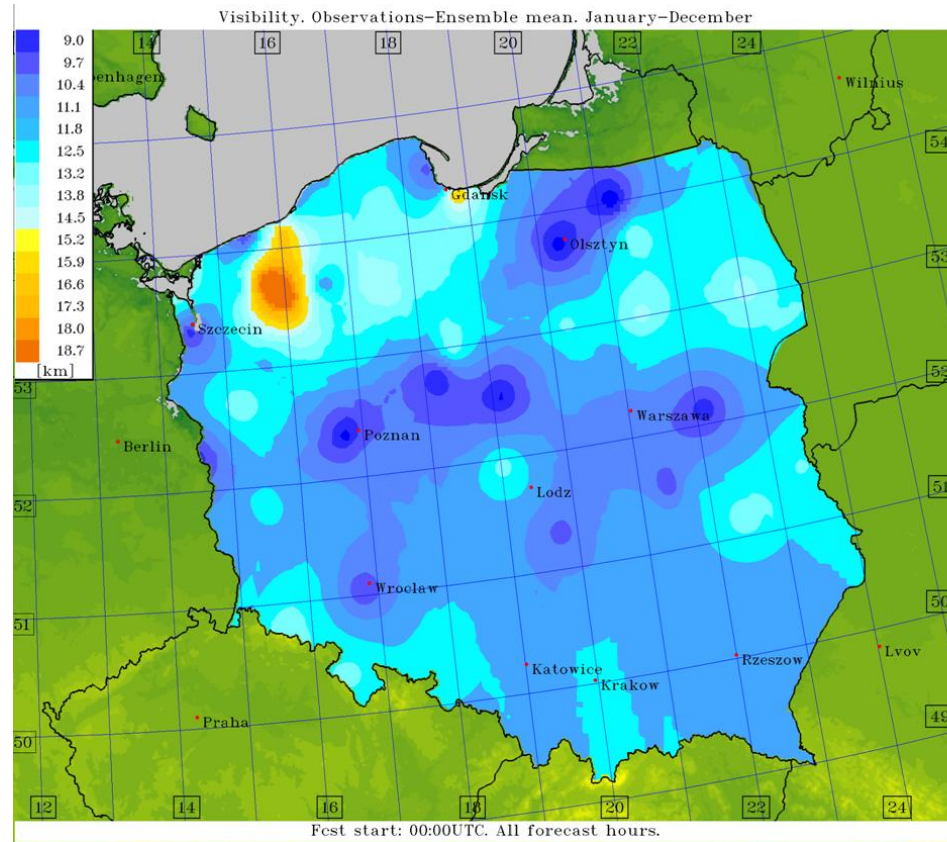 Visibility. Observations-Ensemble mean. January-December
9.0
9.7
10.4
11.1
11.8
12.5
13.2
13.8
14.5
15.2
15.9
16.6
17.3
18.0
18.7
[km]
14
16
18
20
22
24
penhagen
Wilnius
54
Gdansk
Olsztyn
53
Szczecin
53
52
Warszawa
Poznan
Berlin
Lodz
51
52
Wroclaw
50
51
Lvov
Rzeszow
Katowice
Krakow
49
Praha
50
12
14
16
18
20
22
24
Fcst start: 00:00UTC. All forecast hours.